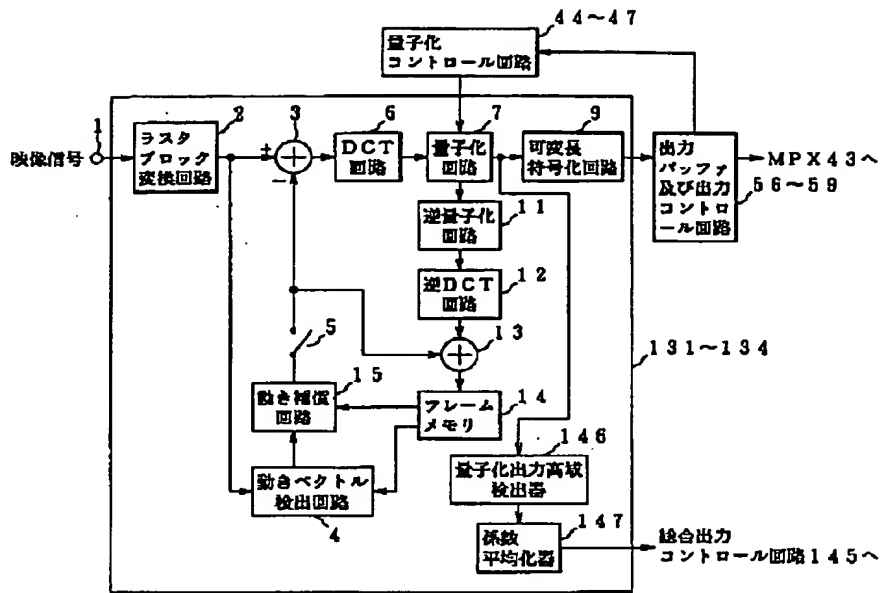 44～47
量子化
コントロール回路
1
映像信号
2
ラスタ
ブロック
変換回路
3
+
−
6
DCT
回路
7
量子化
回路
9
可変長
符号化回路
出力
バッファ
及び出力
コントロ
ール回路
MPX43へ
56～59
11
逆量子化
回路
12
逆DCT
回路
13
5
15
動き補償
回路
14
フレーム
メモリ
131～134
146
量子化出力高域
検出器
動きベクトル
検出回路
4
147
係数
平均化器
総合出力
コントロール回路145へ